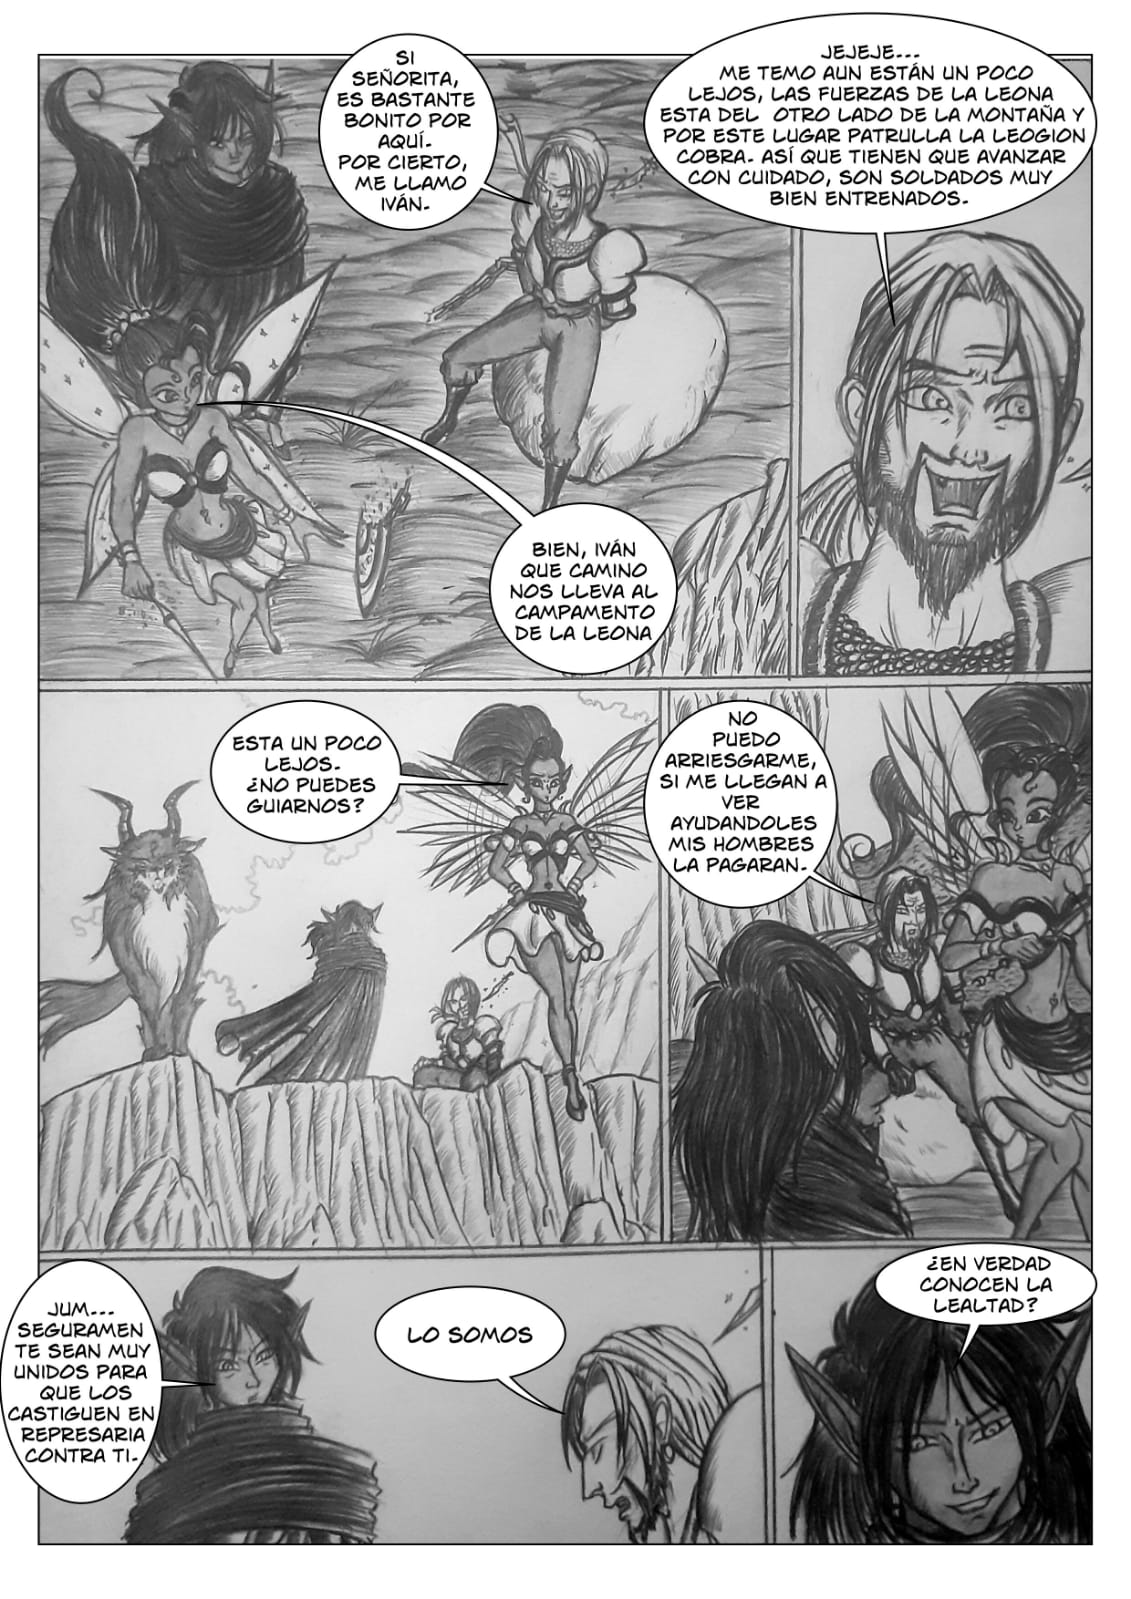 SI
SEÑORITA,
ES BASTANTE
BONITO POR
AQUÍ.
POR CIERTO,
ME LLAMO
IVÁN.
JEJEJE...
ME TEMO AUN ESTÁN UN POCO
LEJOS, LAS FUERZAS DE LA LEONA
ESTA DEL OTRO LADO DE LA MONTAÑA Y
POR ESTE LUGAR PATRULLA LA LEOGION
COBRA. ASÍ QUE TIENEN QUE AVANZAR
CON CUIDADO, SON SOLDADOS MUY
BIEN ENTRENADOS.
BIEN, IVÁN
QUE CAMINO
NOS LLEVA AL
CAMPAMENTO
DE LA LEONA
ESTA UN POCO
LEJOS.
¿NO PUEDES
GUIARNOS?
NO
PUEDO
ARRIESGARME,
SI ME LLEGAN A
VER
AYUDANDOLES
MIS HOMBRES
LA PAGARAN.
JUM...
SEGURAMEN
TE SEAN MUY
UNIDOS PARA
QUE LOS
CASTIGUEN EN
REPRESARIA
CONTRA TI.
LO SOMOS
¿EN VERDAD
CONOCEN LA
LEALTAD?